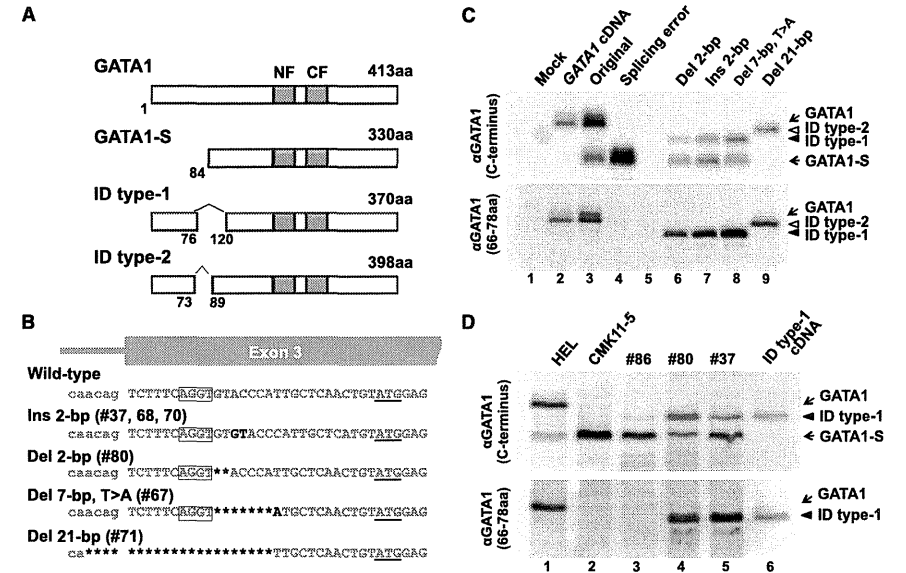 A
GATA1 NF CF 413aa
1
GATA1-S 330aa
84
ID type-1 370aa
76 120
ID type-2 398aa
73 89
B
Exon 3
Wild-type
caacag TCTTTCAGGTGTACCCATTGCTCAACTGTATGGAG
Ins 2-bp (#37, 68, 70)
caacag TCTTTCAGGTGTGTACCCATTGCTCATGTATGGAG
Del 2-bp (#80)
caacag TCTTTCAGGT**ACCCATTGCTCAACTGTATGGAG
Del 7-bp, T>A (#67)
caacag TCTTTCAGGT*******ATTGCTCAACTGTATGGAG
Del 21-bp (#71)
ca**** *****************TTGCTCAACTGTATGGAG
C
Mock
GATA1 cDNA
Original
Splicing error
Del 2-bp
Ins 2-bp
Del 7-bp, T>A
Del 21-bp
αGATA1
(C-terminus)
GATA1
ID type-2
ID type-1
GATA1-S
αGATA1
(66-78aa)
GATA1
ID type-2
ID type-1
1 2 3 4 5 6 7 8 9
D
HEL
CMK11-5
#86
#80
#37
ID type-1
cDNA
αGATA1
(C-terminus)
GATA1
ID type-1
GATA1-S
αGATA1
(66-78aa)
GATA1
ID type-1
1 2 3 4 5 6